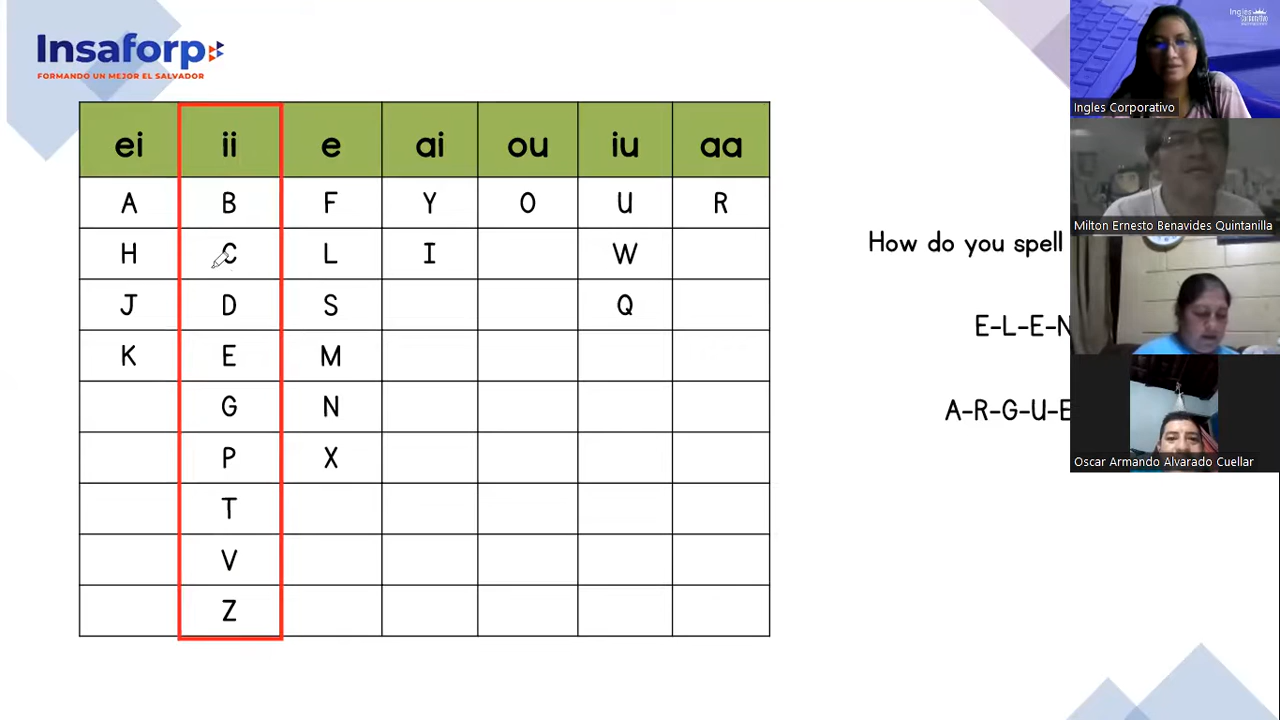 Insaforp
FORMANDO UN MEJOR EL SALVADOR
ei ii e ai ou iu aa
A B F Y O U R
H C L I W
J D S Q
K E M
G N
P X
T
V
Z
How do you spell
E-L-E-N
A-R-G-U-E
Ingles Corporativo
Milton Ernesto Benavides Quintanilla
Oscar Armando Alvarado Cuellar